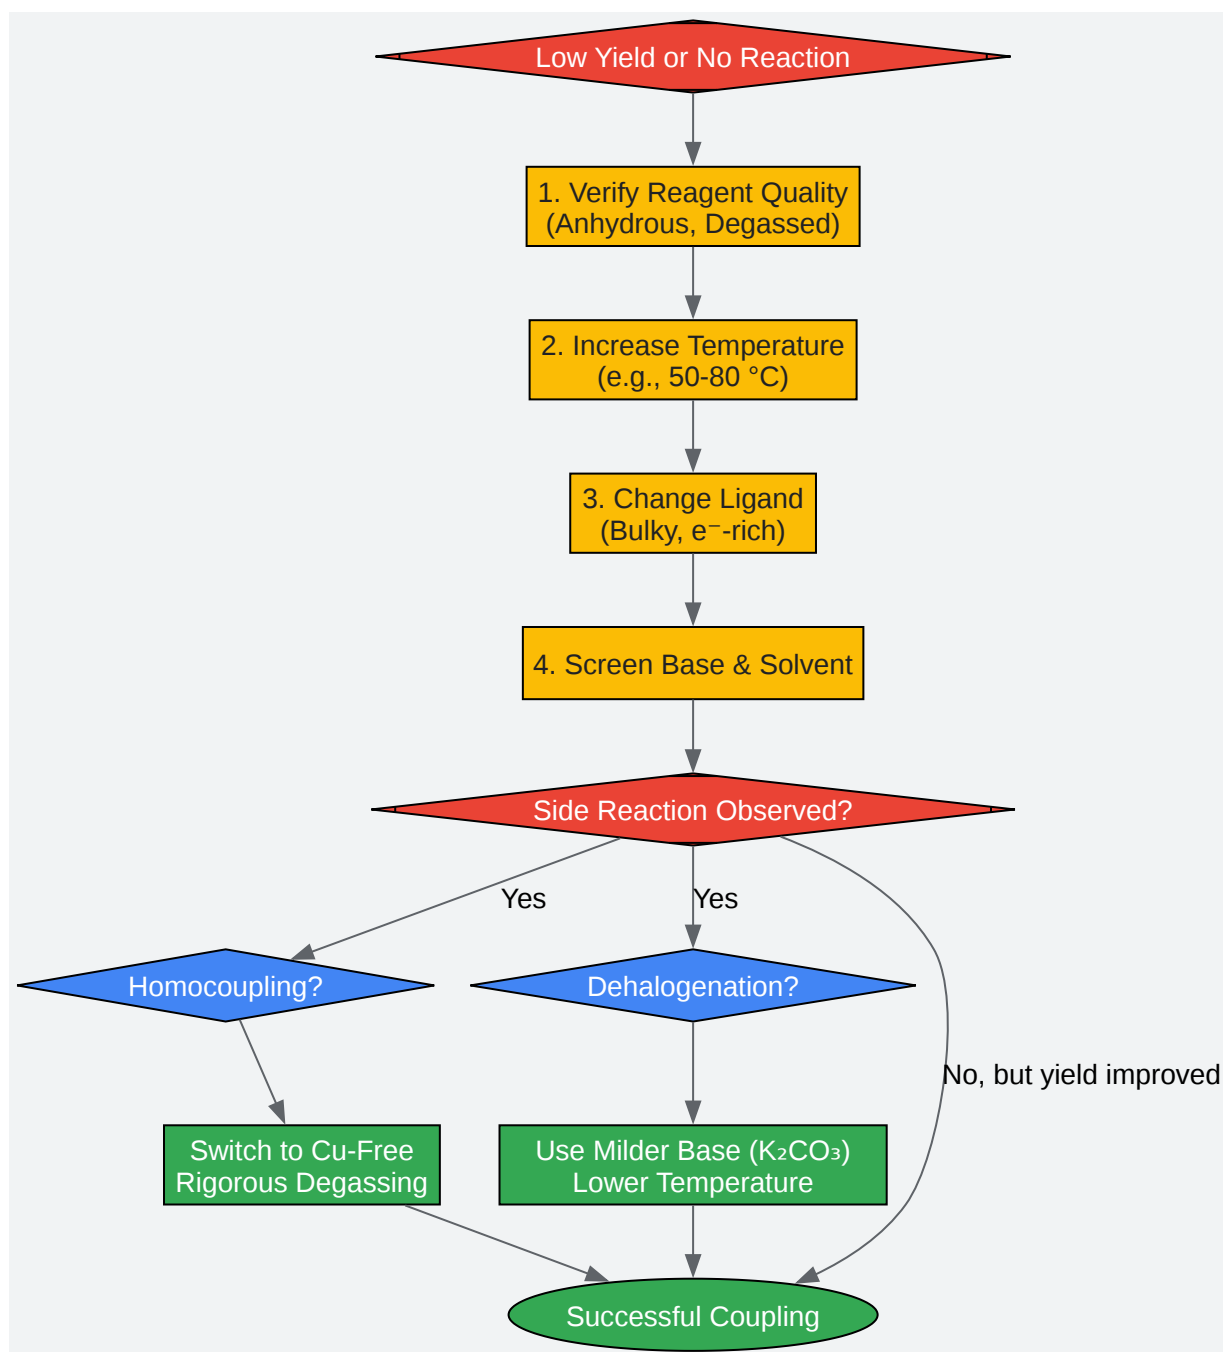 Low Yield or No Reaction
1. Verify Reagent Quality
(Anhydrous, Degassed)
2. Increase Temperature
(e.g., 50-80 °C)
3. Change Ligand
(Bulky, e⁻-rich)
4. Screen Base & Solvent
Side Reaction Observed?
Yes
Yes
Homocoupling?
Dehalogenation?
No, but yield improved
Switch to Cu-Free
Rigorous Degassing
Use Milder Base (K₂CO₃)
Lower Temperature
Successful Coupling